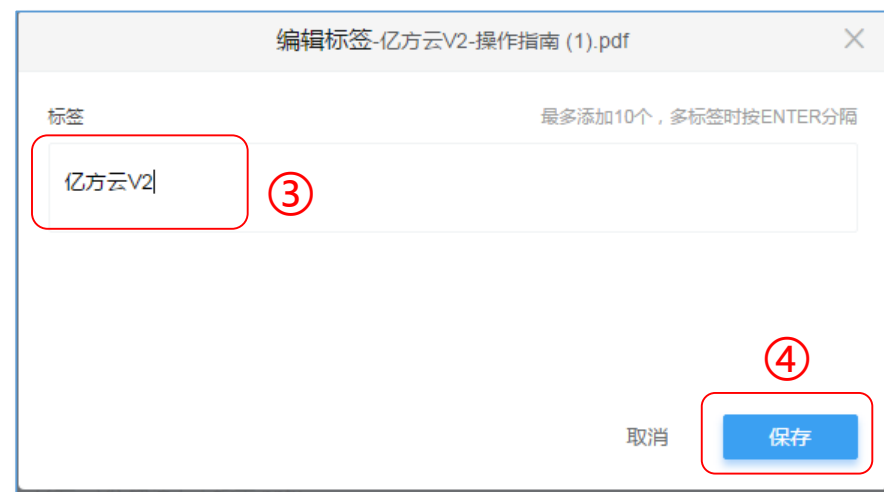 编辑标签-亿方云V2-操作指南 (1).pdf
标签 最多添加10个，多标签时按ENTER分隔
亿方云V2
③
④
取消 保存